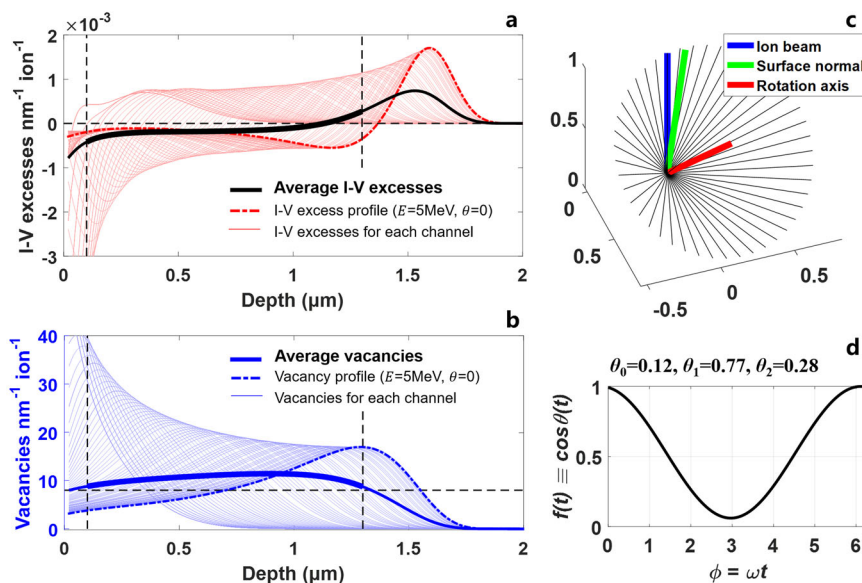 a
×10⁻³
2
1
0
-1
-2
-3
I-V excesses nm⁻¹ ion⁻¹
Average I-V excesses
I-V excess profile (E=5MeV, θ=0)
I-V excesses for each channel
0 0.5 1 1.5 2
Depth (μm)
b
40
30
20
10
0
Vacancies nm⁻¹ ion⁻¹
Average vacancies
Vacancy profile (E=5MeV, θ=0)
Vacancies for each channel
0.5 1 1.5 2
Depth (μm)
c
Ion beam
Surface normal
Rotation axis
1
0.5
0
0
0.5
-0.5
0
0.5
d
θ₀=0.12, θ₁=0.77, θ₂=0.28
1
0.5
0
f(t) ≡ cosθ(t)
0 1 2 3 4 5 6
ϕ = ωt